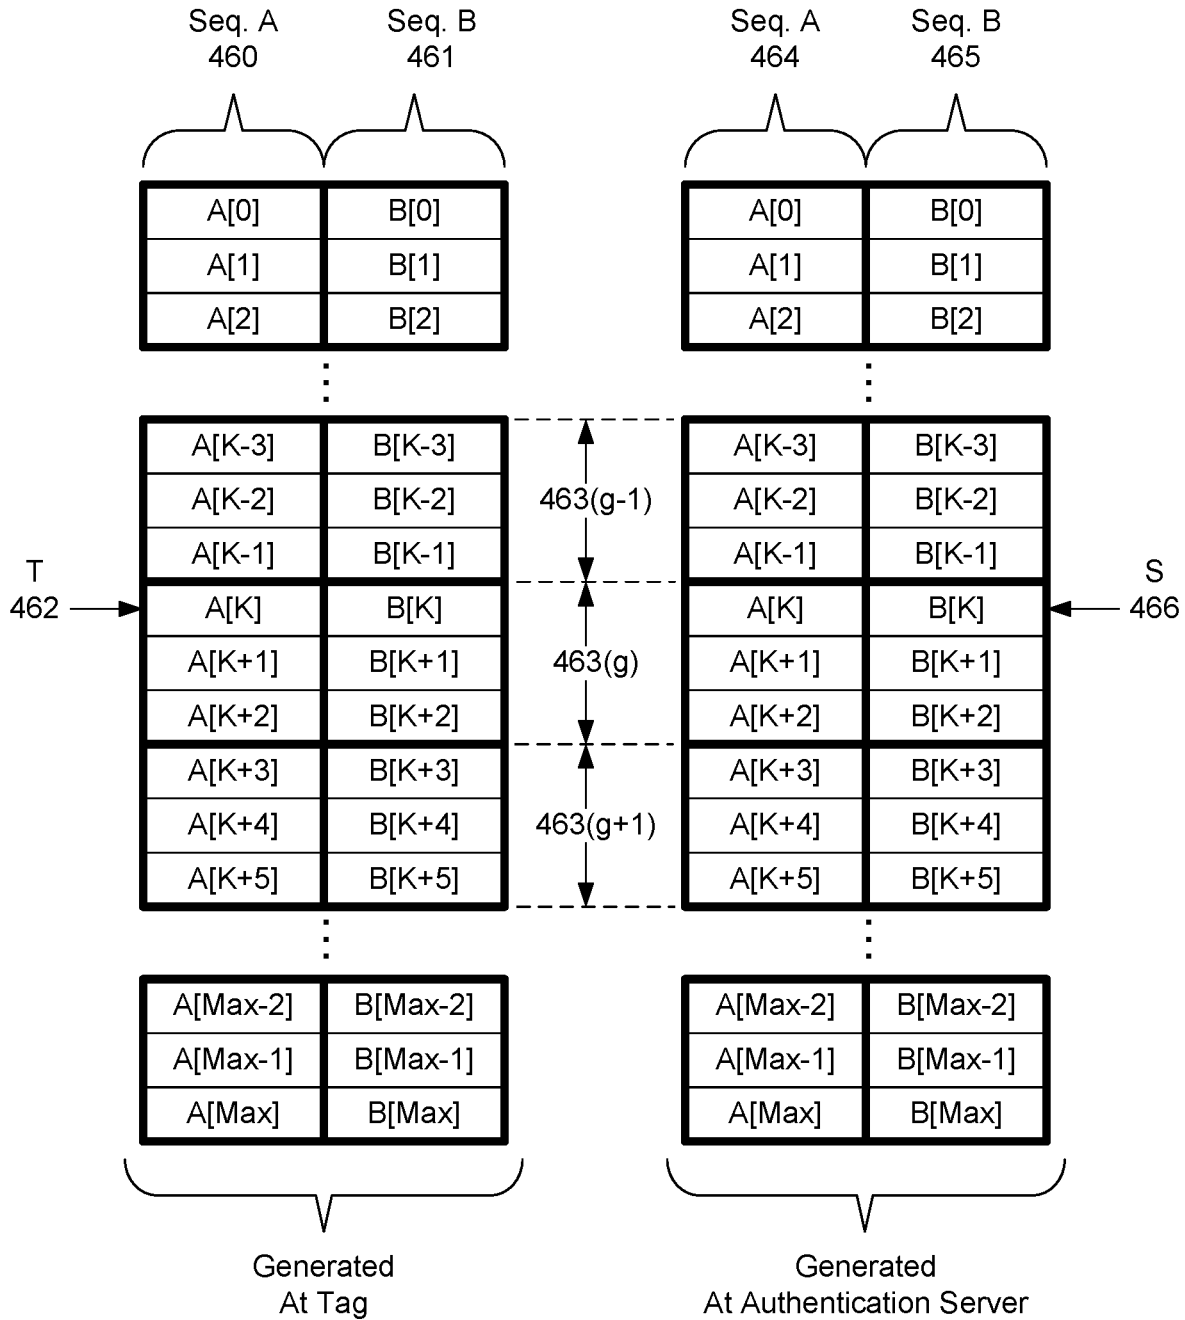 Seq. A Seq. B Seq. A Seq. B
460 461 464 465
A[0] B[0] A[0] B[0]
A[1] B[1] A[1] B[1]
A[2] B[2] A[2] B[2]
A[K-3] B[K-3] A[K-3] B[K-3]
A[K-2] B[K-2] 463(g-1) A[K-2] B[K-2]
A[K-1] B[K-1] A[K-1] B[K-1]
T S
462 A[K] B[K] A[K] B[K] 466
A[K+1] B[K+1] 463(g) A[K+1] B[K+1]
A[K+2] B[K+2] A[K+2] B[K+2]
A[K+3] B[K+3] A[K+3] B[K+3]
A[K+4] B[K+4] 463(g+1) A[K+4] B[K+4]
A[K+5] B[K+5] A[K+5] B[K+5]
A[Max-2] B[Max-2] A[Max-2] B[Max-2]
A[Max-1] B[Max-1] A[Max-1] B[Max-1]
A[Max] B[Max] A[Max] B[Max]
Generated Generated
At Tag At Authentication Server